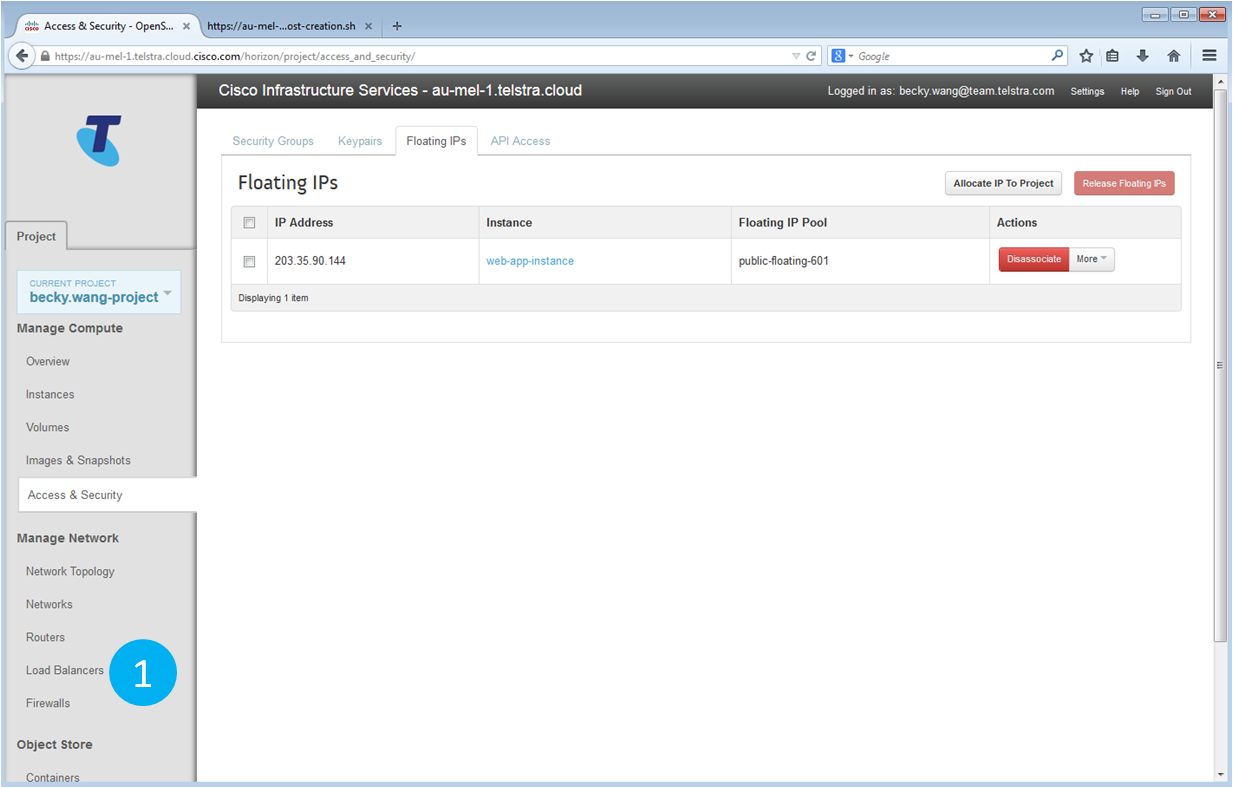 Access & Security - OpenS...
https://au-mel-...ost-creation.sh
https://au-mel-1.telstra.cloud.cisco.com/horizon/project/access_and_security/
Google
Cisco Infrastructure Services - au-mel-1.telstra.cloud
Logged in as: becky.wang@team.telstra.com
Settings
Help
Sign Out
Security Groups
Keypairs
Floating IPs
API Access
Floating IPs
Allocate IP To Project
Release Floating IPs
IP Address
Instance
Floating IP Pool
Actions
203.35.90.144
web-app-instance
public-floating-601
Disassociate
More
Displaying 1 item
Project
CURRENT PROJECT
becky.wang-project
Manage Compute
Overview
Instances
Volumes
Images & Snapshots
Access & Security
Manage Network
Network Topology
Networks
Routers
Load Balancers
1
Firewalls
Object Store
Containers